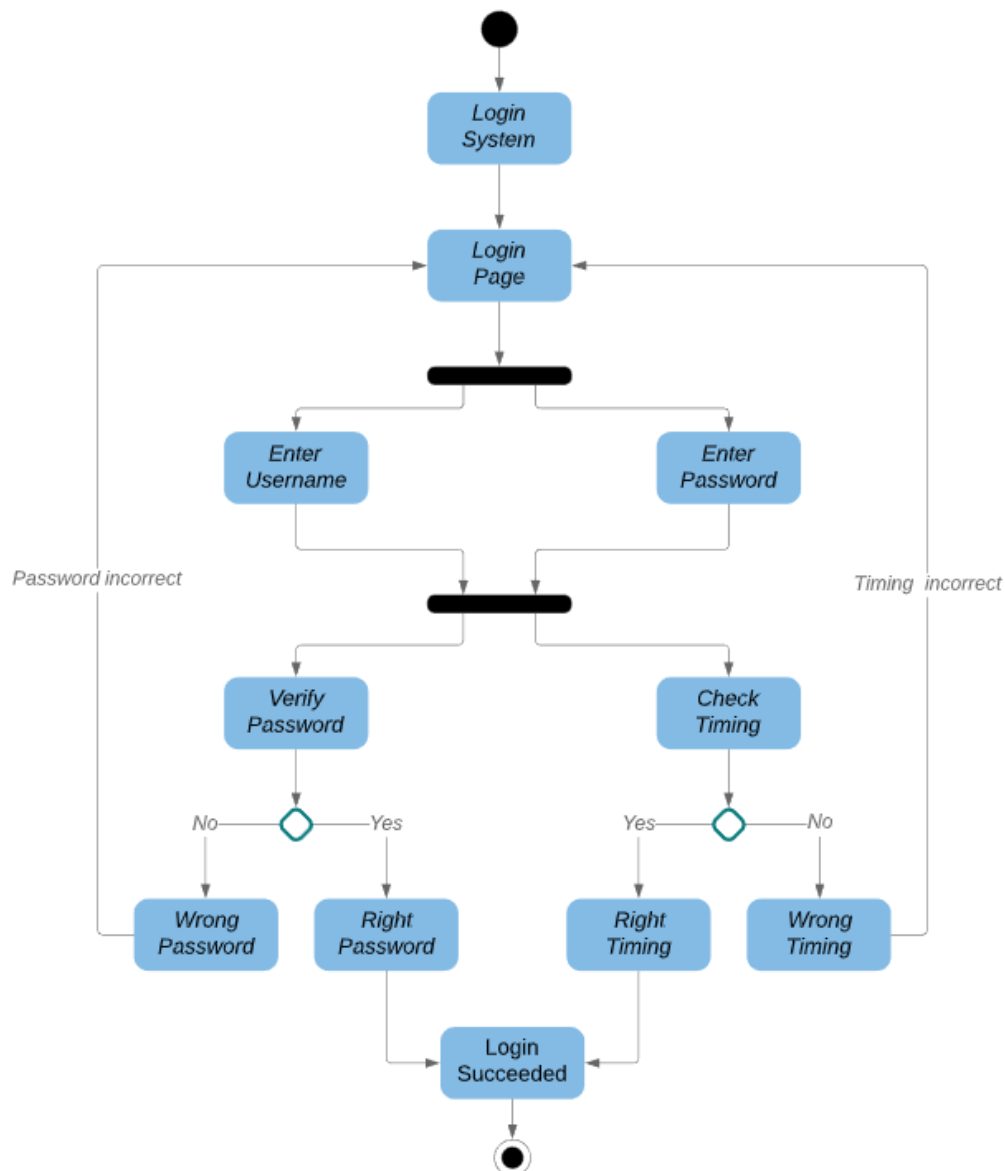 Login
System
Login
Page
Enter
Username
Enter
Password
Password incorrect
Timing incorrect
Verify
Password
Check
Timing
No
Yes
Yes
No
Wrong
Password
Right
Password
Right
Timing
Wrong
Timing
Login
Succeeded